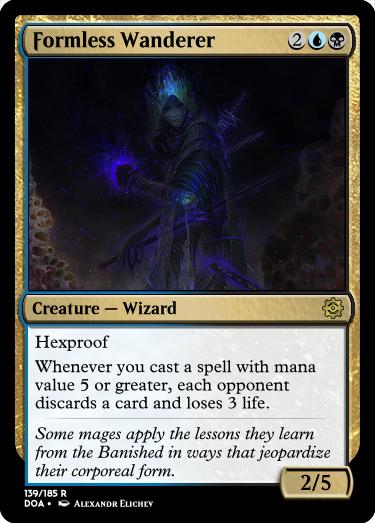 Formless Wanderer 2
Creature — Wizard
Hexproof
Whenever you cast a spell with mana
value 5 or greater, each opponent
discards a card and loses 3 life.
Some mages apply the lessons they learn
from the Banished in ways that jeopardize
their corporeal form.
2/5
139/185 R
DOA • Alexandr Elichev